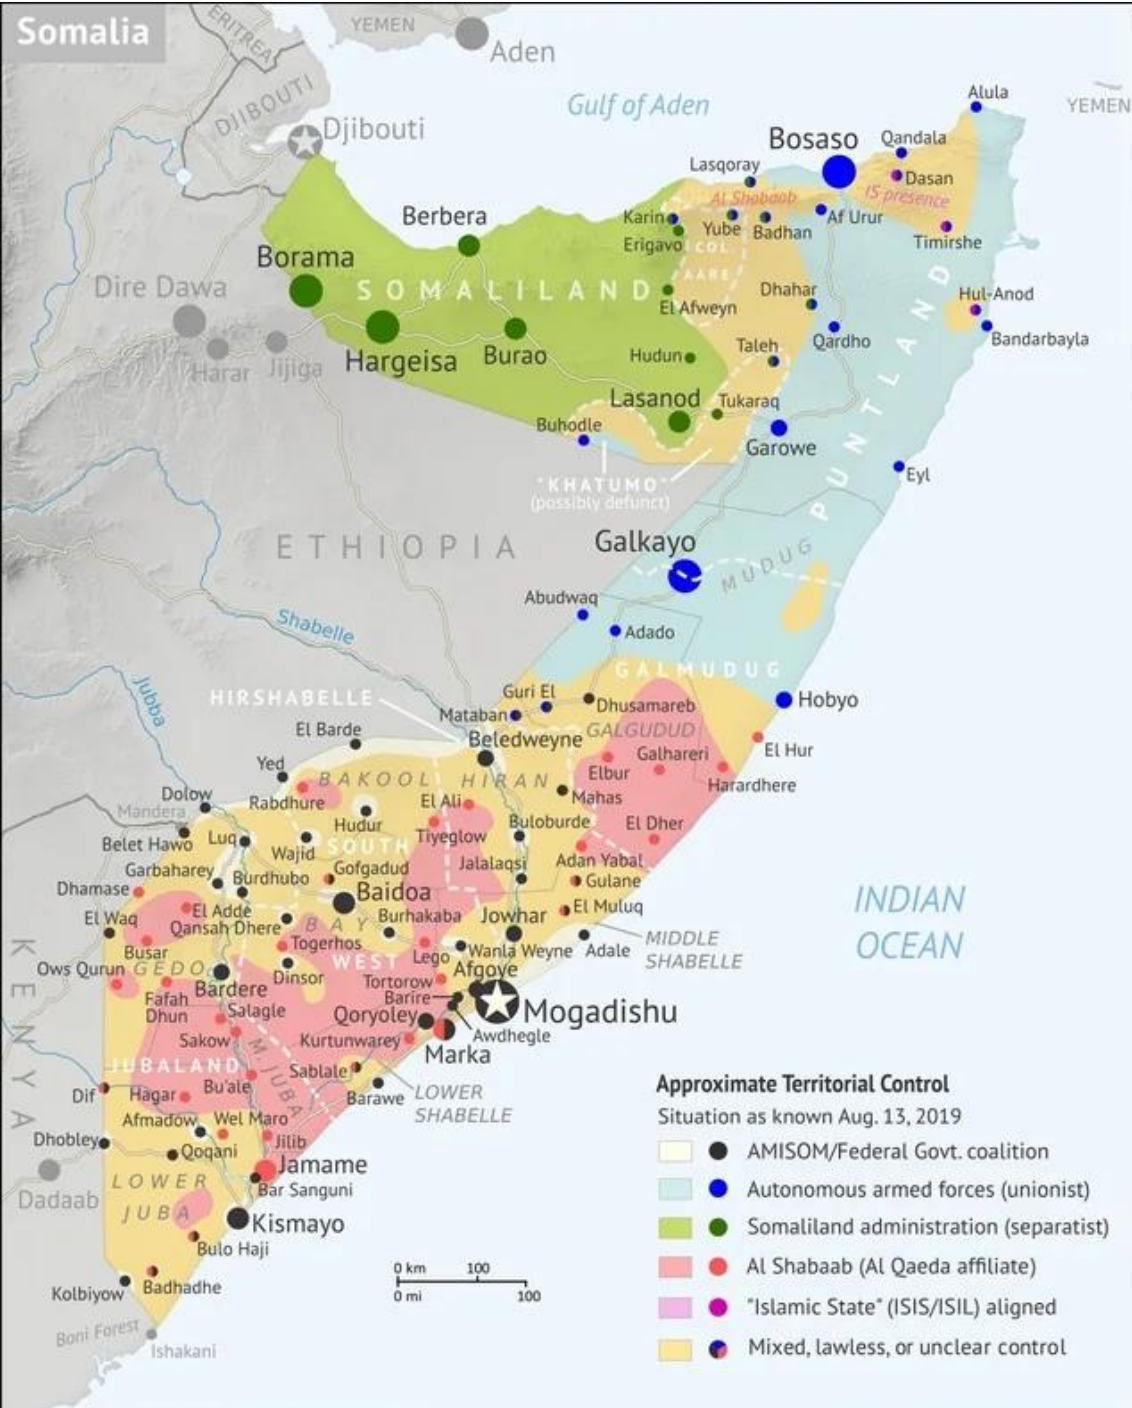 Somalia
ERITREA
YEMEN
Aden
DJIBOUTI
Djibouti
Gulf of Aden
Alula
YEMEN
Bosaso
Qandala
Lasqoray
Dasan
Al Shabaab
IS presence
Berbera
Karin
Yube
Badhan
Af Urur
Erigavo
COL.
AARE
Timirshe
Borama
Dire Dawa
SOMALILAND
El Afweyn
Dhahar
Hul-Anod
Bandarbayla
Harar
Jijiga
Hargeisa
Burao
Hudun
Taleh
Qardho
PUNTLAND
Lasanod
Tukaraq
Buhodle
Garowe
Eyl
"KHATUMO"
(possibly defunct)
ETHIOPIA
Galkayo
MUDUG
Abudwaq
Adado
Shabelle
Jubba
GALMUDUG
HIRSHABELLE
Guri El
Dhusamareb
Hobyo
Mataban
GALGUDUD
El Barde
Beledweyne
El Hur
Yed
BAKOOL
HIRAN
Elbur
Galhareri
Harardhere
Dolow
Rabdhure
El Ali
Mahas
Mandera
Hudur
Tiyeglow
Buloburde
El Dher
Belet Hawo
Luq
Wajid
SOUTH
Jalalaqsi
Adan Yabal
Garbaharey
Burdhubo
Gofgadud
Gulane
Dhamase
Baidoa
El Waq
El Adde
Qansah Dhere
BAY
Burhakaba
Jowhar
El Muluq
Busar
Togerhos
WEST
Lego
Wanla Weyne
Adale
MIDDLE
SHABELLE
Ows Qurun
GEDO
Bardere
Dinsor
Afgoye
Tortorow
Barire
Fafah
Dhun
Salagle
Qoryoley
Mogadishu
Sakow
Kurtunwarey
Awdhegle
Marka
KENYA
JUBALAND
M. JUBA
Sablale
Dif
Hagar
Bu'ale
Barawe
LOWER
SHABELLE
Afmadow
Wel Maro
Dhobley
Qoqani
Jilib
Jamame
Dadaab
LOWER
JUBA
Bar Sanguni
Kismayo
Bulo Haji
Kolbiyow
Badhadhe
Boni Forest
Ishakani
INDIAN
OCEAN
0 km 100
0 mi 100
Approximate Territorial Control
Situation as known Aug. 13, 2019
AMISOM/Federal Govt. coalition
Autonomous armed forces (unionist)
Somaliland administration (separatist)
Al Shabaab (Al Qaeda affiliate)
"Islamic State" (ISIS/ISIL) aligned
Mixed, lawless, or unclear control